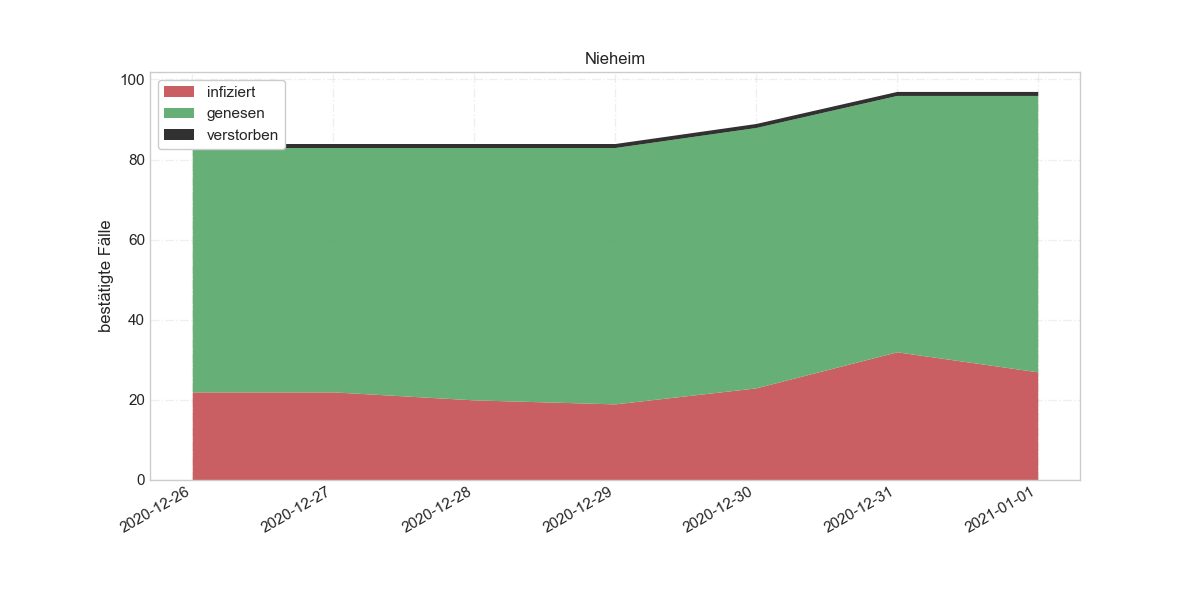 Nieheim
infiziert
genesen
verstorben
bestätigte Fälle
100
80
60
40
20
0
2020-12-26
2020-12-27
2020-12-28
2020-12-29
2020-12-30
2020-12-31
2021-01-01